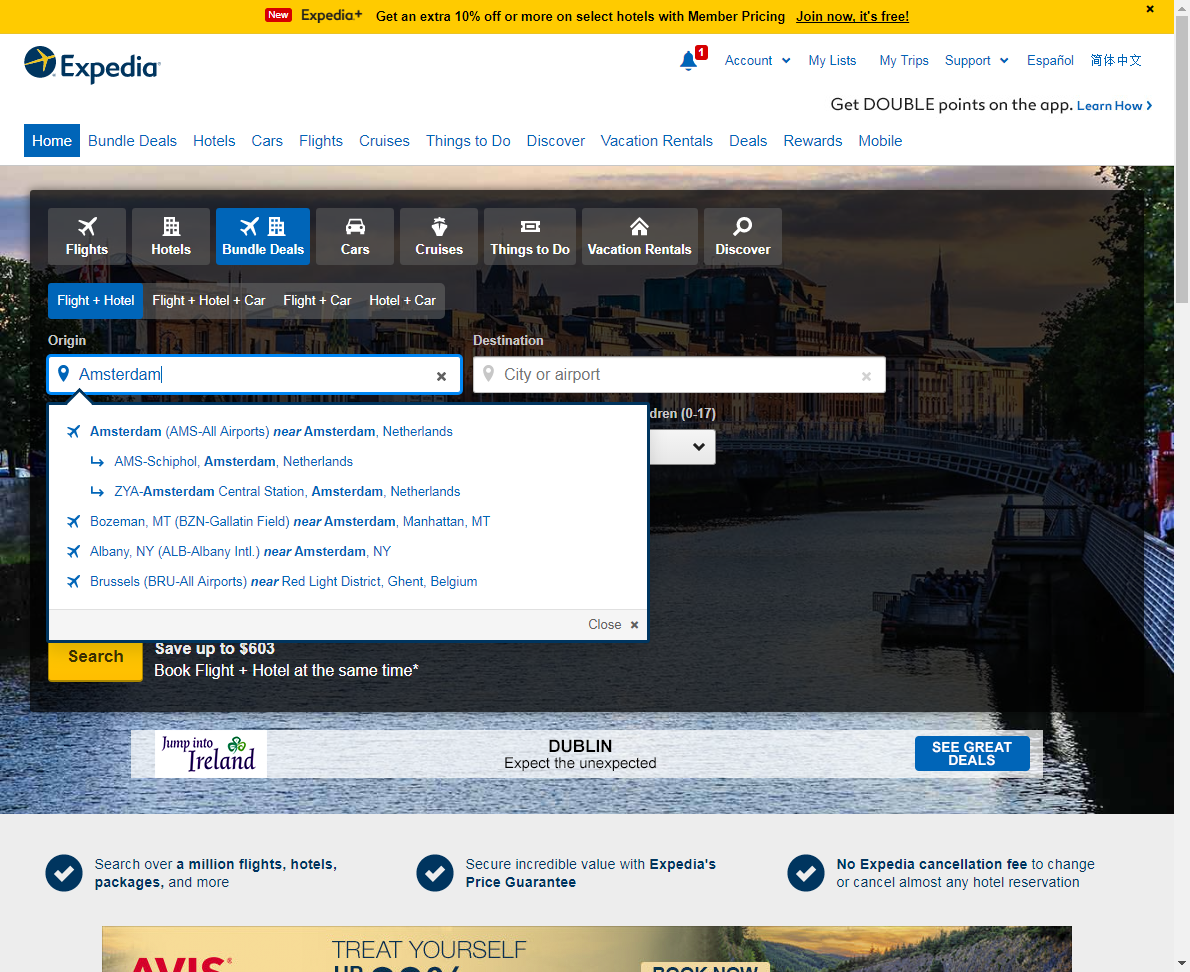 New Expedia+ Get an extra 10% off or more on select hotels with Member Pricing Join now, it's free!
Expedia
1 Account My Lists My Trips Support Español 简体中文
Get DOUBLE points on the app. Learn How
Home Bundle Deals Hotels Cars Flights Cruises Things to Do Discover Vacation Rentals Deals Rewards Mobile
Flights Hotels Bundle Deals Cars Cruises Things to Do Vacation Rentals Discover
Flight + Hotel Flight + Hotel + Car Flight + Car Hotel + Car
Origin Destination
Amsterdam City or airport
dren (0-17)
Amsterdam (AMS-All Airports) near Amsterdam, Netherlands
AMS-Schiphol, Amsterdam, Netherlands
ZYA-Amsterdam Central Station, Amsterdam, Netherlands
Bozeman, MT (BZN-Gallatin Field) near Amsterdam, Manhattan, MT
Albany, NY (ALB-Albany Intl.) near Amsterdam, NY
Brussels (BRU-All Airports) near Red Light District, Ghent, Belgium
Close
Search
Save up to $603
Book Flight + Hotel at the same time*
Jump into
Ireland
DUBLIN
Expect the unexpected
SEE GREAT
DEALS
Search over a million flights, hotels,
packages, and more
Secure incredible value with Expedia's
Price Guarantee
No Expedia cancellation fee to change
or cancel almost any hotel reservation
AVIS
TREAT YOURSELF
UP
BOOK NOW